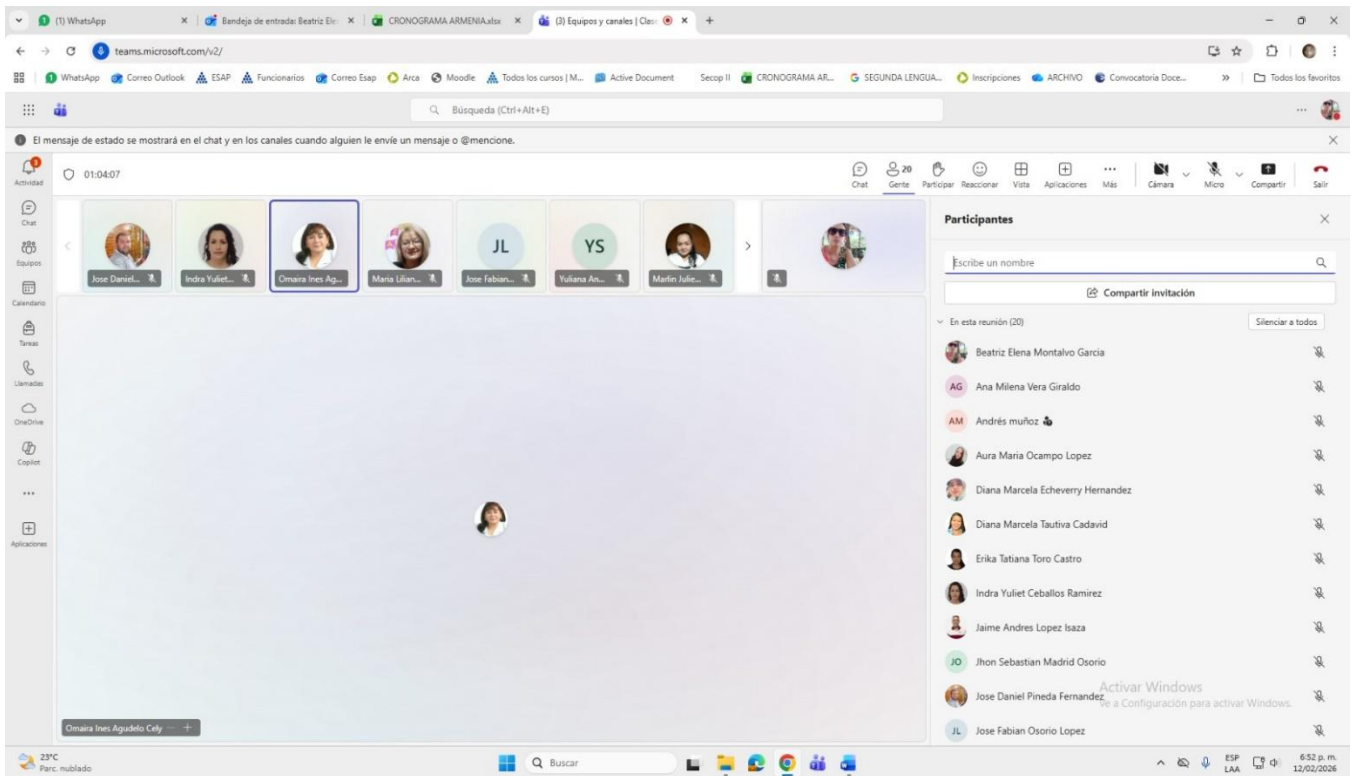 (1) WhatsApp
Bandeja de entrada: Beatriz Ele
CRONOGRAMA ARMENIA.xlsx
(3) Equipos y canales | Clas
teams.microsoft.com/v2/
WhatsApp Correo Outlook ESAP Funcionarios Correo Esap Arca Moodle Todos los cursos | M... Active Document Secop II CRONOGRAMA AR... SEGUNDA LENGUA... Inscripciones ARCHIVO Convocatoria Doce... » Todos los favoritos
Búsqueda (Ctrl+Alt+E)
El mensaje de estado se mostrará en el chat y en los canales cuando alguien le envíe un mensaje o @mencione.
3
Actividad
Chat
Equipos
Calendario
Tareas
Llamadas
OneDrive
Copilot
Aplicaciones
01:04:07
20
Chat Gente Participar Reaccionar Vista Aplicaciones Más Cámara Micro Compartir Salir
JL YS
Jose Daniel... Indra Yuliet... Omaira Ines Ag... Maria Lilian... Jose Fabian... Yuliana An... Marlin Julie...
Omaira Ines Agudelo Cely
Participantes
Escribe un nombre
Compartir invitación
En esta reunión (20) Silenciar a todos
Beatriz Elena Montalvo Garcia
AG Ana Milena Vera Giraldo
AM Andrés muñoz
Aura Maria Ocampo Lopez
Diana Marcela Echeverry Hernandez
Diana Marcela Tautiva Cadavid
Erika Tatiana Toro Castro
Indra Yuliet Ceballos Ramirez
Jaime Andres Lopez Isaza
JO Jhon Sebastian Madrid Osorio
Jose Daniel Pineda Fernandez
JL Jose Fabian Osorio Lopez
Activar Windows
Ve a Configuración para activar Windows.
23°C
Parc. nublado
Buscar
ESP
LAA
6:52 p. m.
12/02/2026